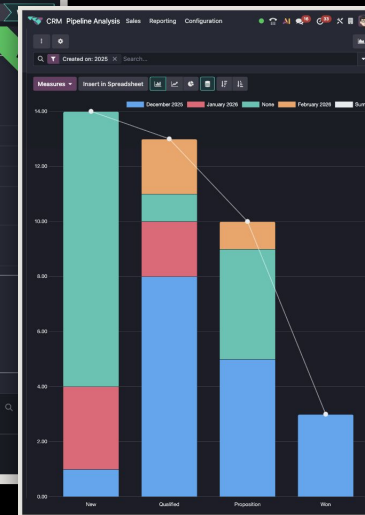 CRM Pipeline Analysis Sales Reporting Configuration
Created on: 2025 × Search...
Measures Insert in Spreadsheet
December 2025 January 2026 None February 2026 Sum
14.00
12.00
10.00
8.00
6.00
4.00
2.00
0.00
New Qualified Proposition Won